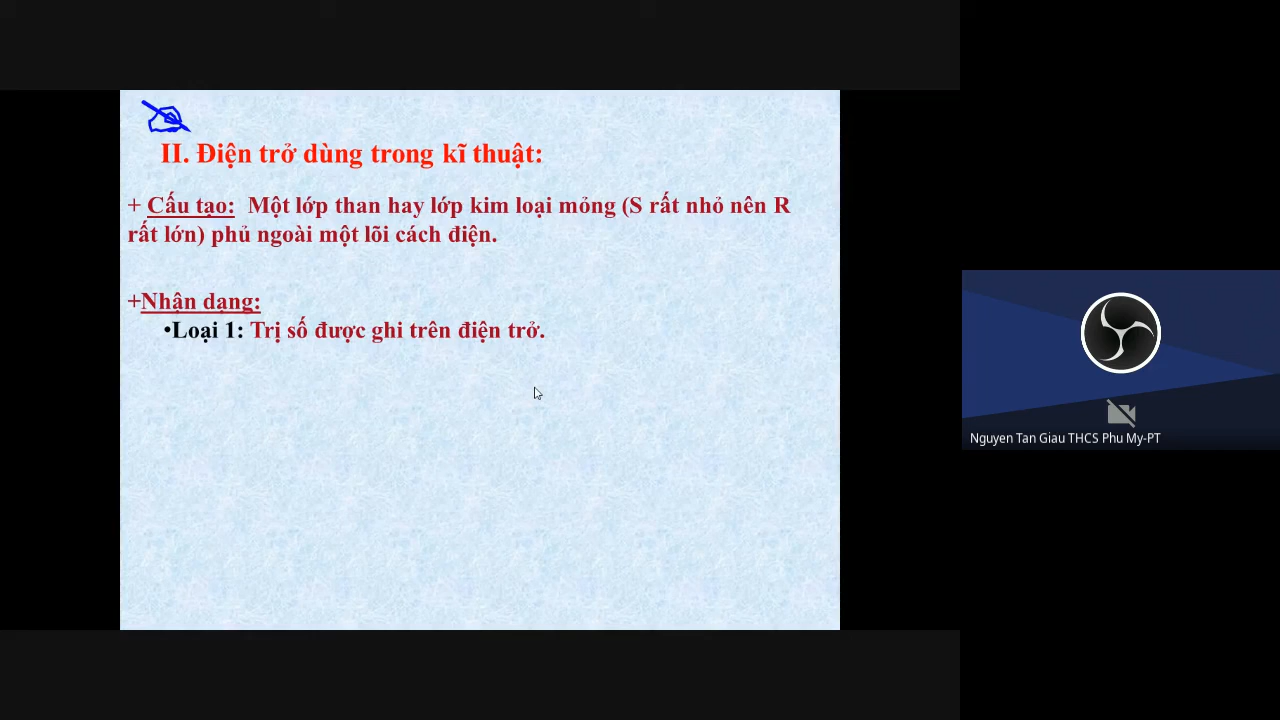 II. Điện trở dùng trong kĩ thuật:
+ Cấu tạo: Một lớp than hay lớp kim loại mỏng (S rất nhỏ nên R
rất lớn) phủ ngoài một lõi cách điện.
+Nhận dạng:
•Loại 1: Trị số được ghi trên điện trở.
Nguyen Tan Giau THCS Phu My-PT